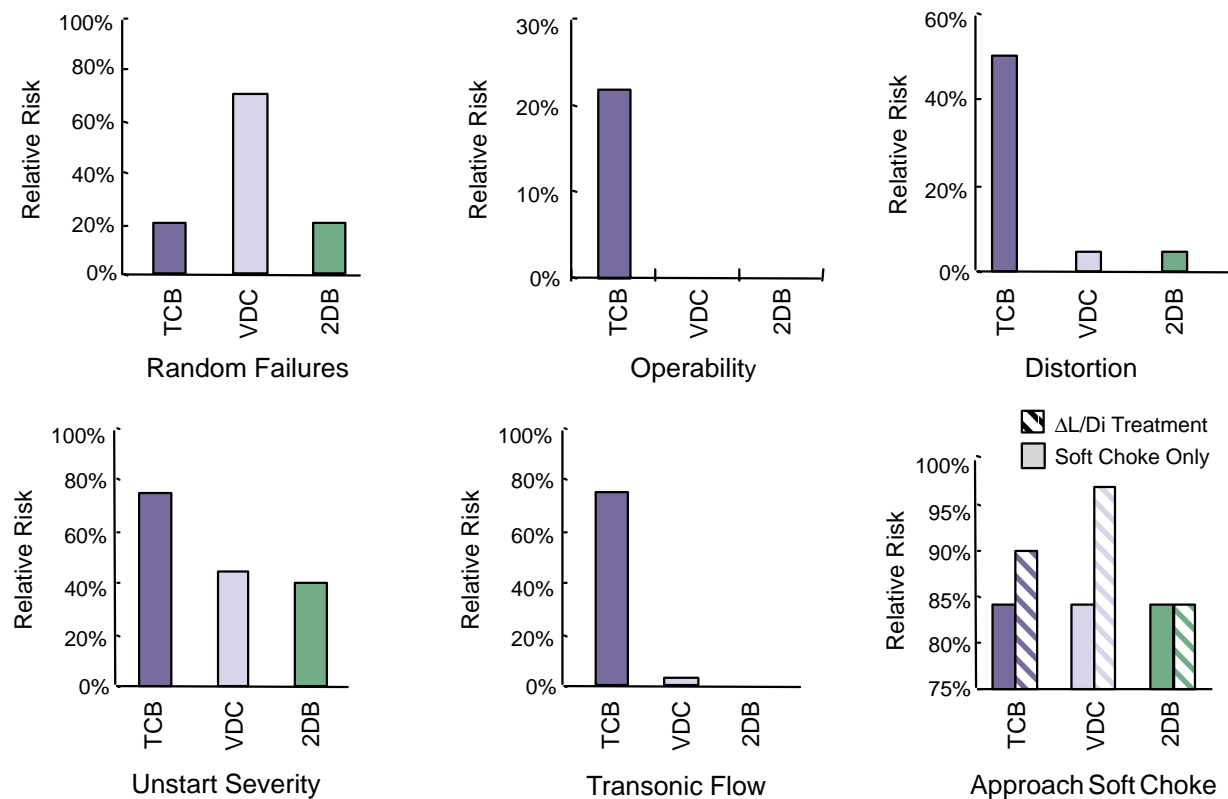 100%
80%
60%
40%
20%
0%
Relative Risk
TCB
VDC
2DB
Random Failures
30%
20%
10%
0%
Relative Risk
TCB
VDC
2DB
Operability
60%
40%
20%
0%
Relative Risk
TCB
VDC
2DB
Distortion
100%
80%
60%
40%
20%
0%
Relative Risk
TCB
VDC
2DB
Unstart Severity
100%
80%
60%
40%
20%
0%
Relative Risk
TCB
VDC
2DB
Transonic Flow
ΔL/Di Treatment
Soft Choke Only
100%
95%
90%
85%
80%
75%
Relative Risk
TCB
VDC
2DB
Approach Soft Choke